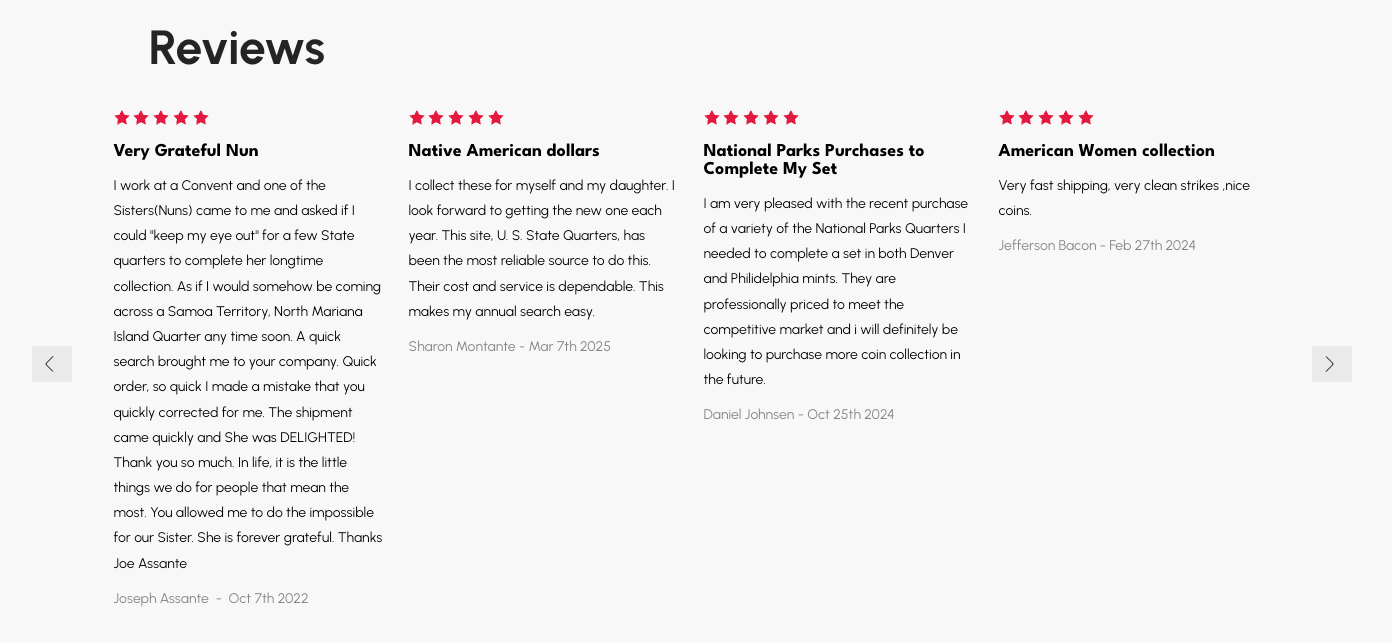 Reviews
Very Grateful Nun
I work at a Convent and one of the
Sisters(Nuns) came to me and asked if I
could "keep my eye out" for a few State
quarters to complete her longtime
collection. As if I would somehow be coming
across a Samoa Territory, North Mariana
Island Quarter any time soon. A quick
search brought me to your company. Quick
order, so quick I made a mistake that you
quickly corrected for me. The shipment
came quickly and She was DELIGHTED!
Thank you so much. In life, it is the little
things we do for people that mean the
most. You allowed me to do the impossible
for our Sister. She is forever grateful. Thanks
Joe Assante
Joseph Assante - Oct 7th 2022
Native American dollars
I collect these for myself and my daughter. I
look forward to getting the new one each
year. This site, U. S. State Quarters, has
been the most reliable source to do this.
Their cost and service is dependable. This
makes my annual search easy.
Sharon Montante - Mar 7th 2025
National Parks Purchases to
Complete My Set
I am very pleased with the recent purchase
of a variety of the National Parks Quarters I
needed to complete a set in both Denver
and Philidelphia mints. They are
professionally priced to meet the
competitive market and i will definitely be
looking to purchase more coin collection in
the future.
Daniel Johnsen - Oct 25th 2024
American Women collection
Very fast shipping, very clean strikes ,nice
coins.
Jefferson Bacon - Feb 27th 2024